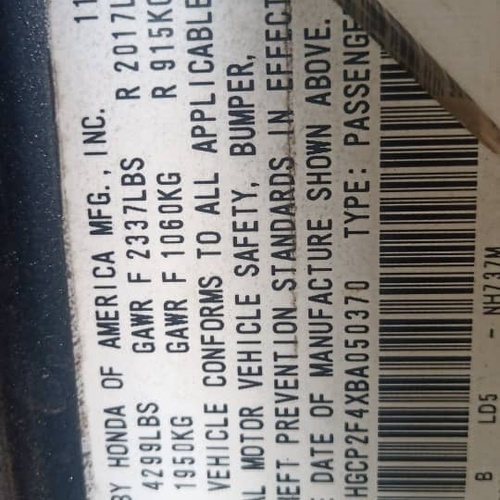 BY HONDA OF AMERICA MFG., INC. 11
4299LBS GAWR F 2337LBS R 2017L
1950KG GAWR F 1060KG R 915KG
VEHICLE CONFORMS TO ALL APPLICABLE
L MOTOR VEHICLE SAFETY, BUMPER,
EFT PREVENTION STANDARDS IN EFFECT
DATE OF MANUFACTURE SHOWN ABOVE.
HGCP2F4XBA050370 TYPE: PASSENGE
B LD5 - NH737M